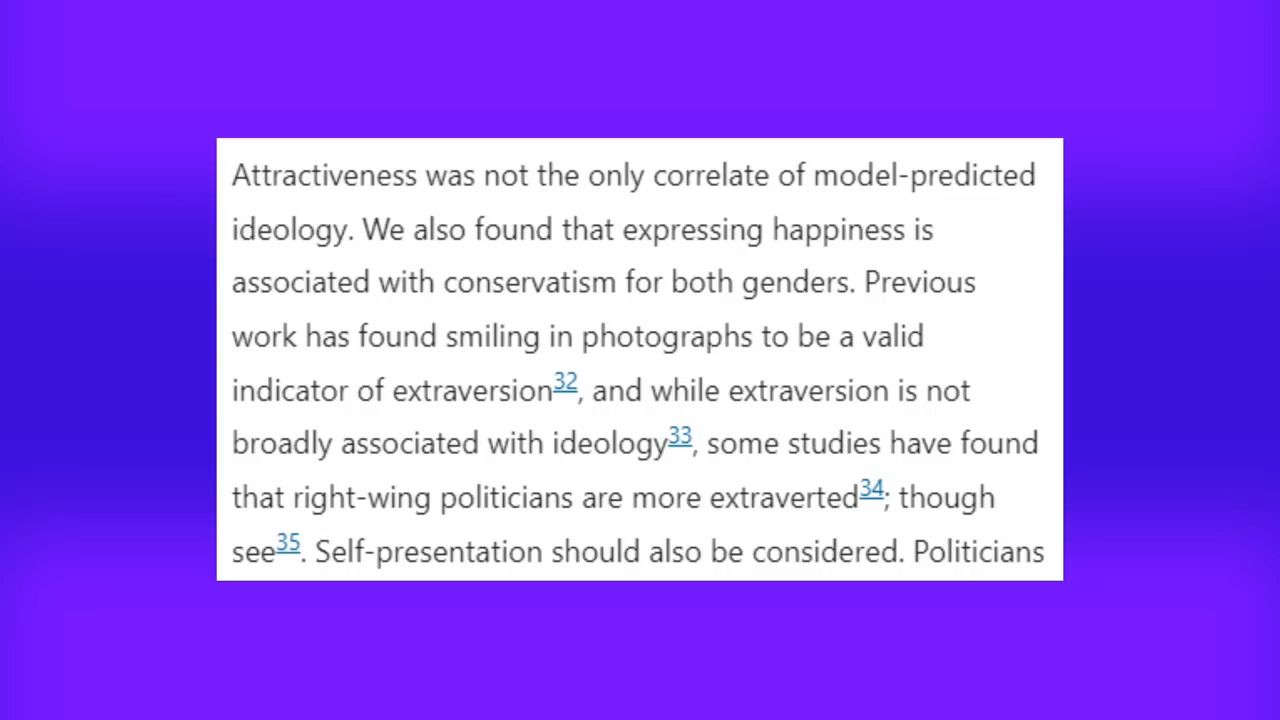 Attractiveness was not the only correlate of model-predicted
ideology. We also found that expressing happiness is
associated with conservatism for both genders. Previous
work has found smiling in photographs to be a valid
indicator of extraversion32, and while extraversion is not
broadly associated with ideology33, some studies have found
that right-wing politicians are more extraverted34; though
see35. Self-presentation should also be considered. Politicians